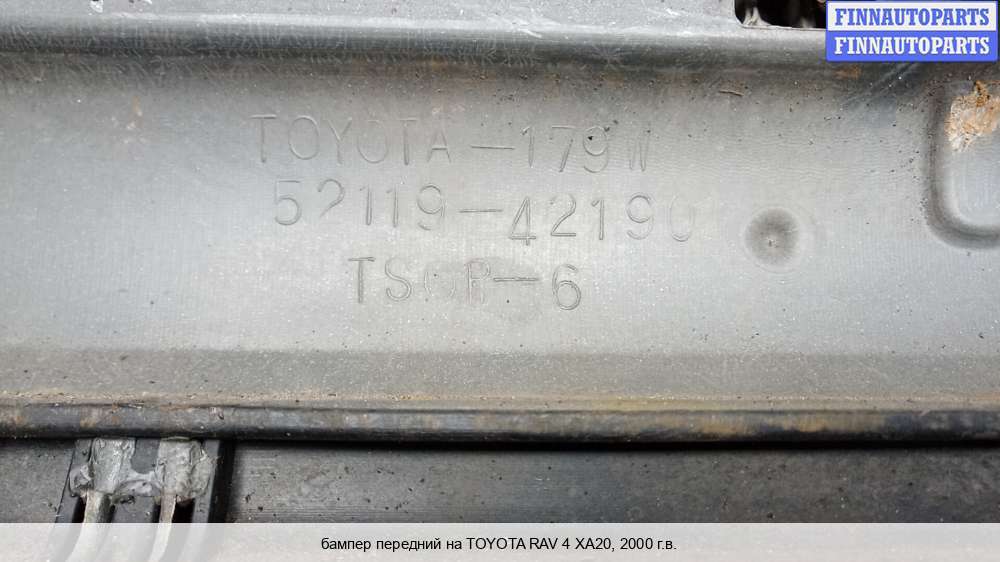 FINNAUTOPARTS
FINNAUTOPARTS
TOYOTA-179W
52119-42190
TSOP-6
бампер передний на TOYOTA RAV 4 XA20, 2000 г.в.